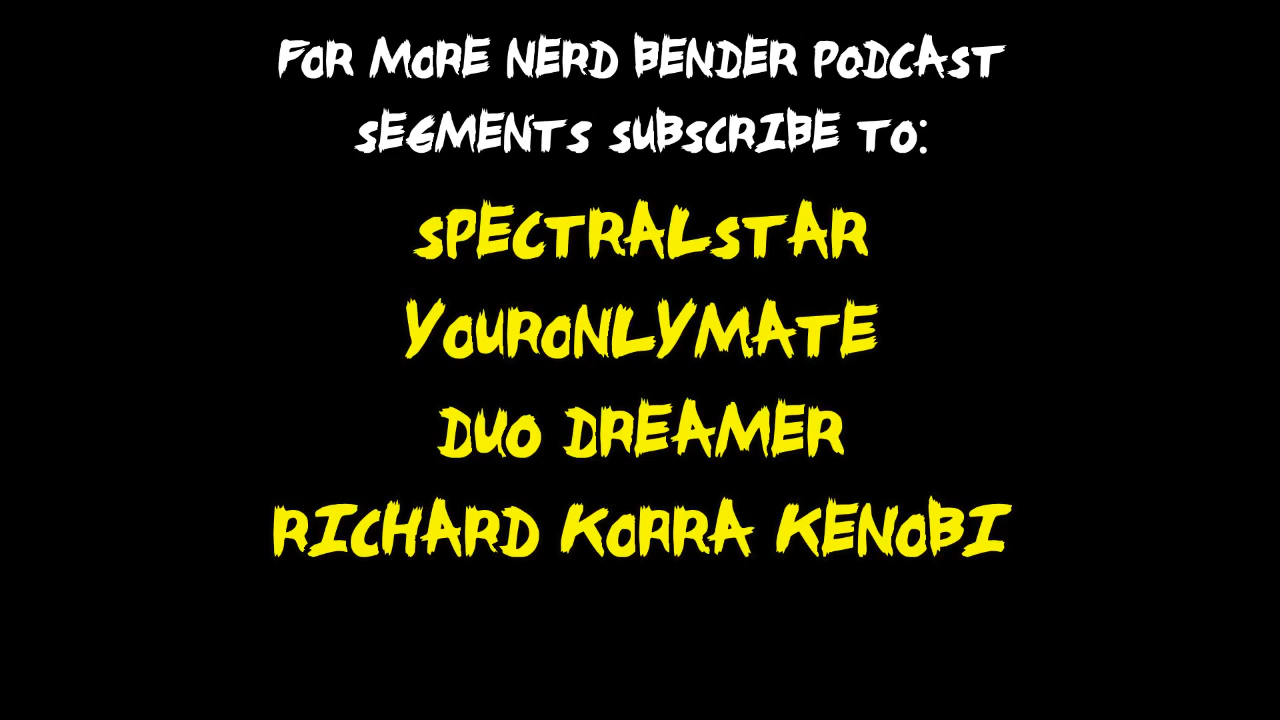 FOR MORE NERD BENDER PODCAST
SEGMENTS SUBSCRIBE TO:
SPECTRALSTAR
YOURONLYMATE
DUO DREAMER
RICHARD KORRA KENOBI